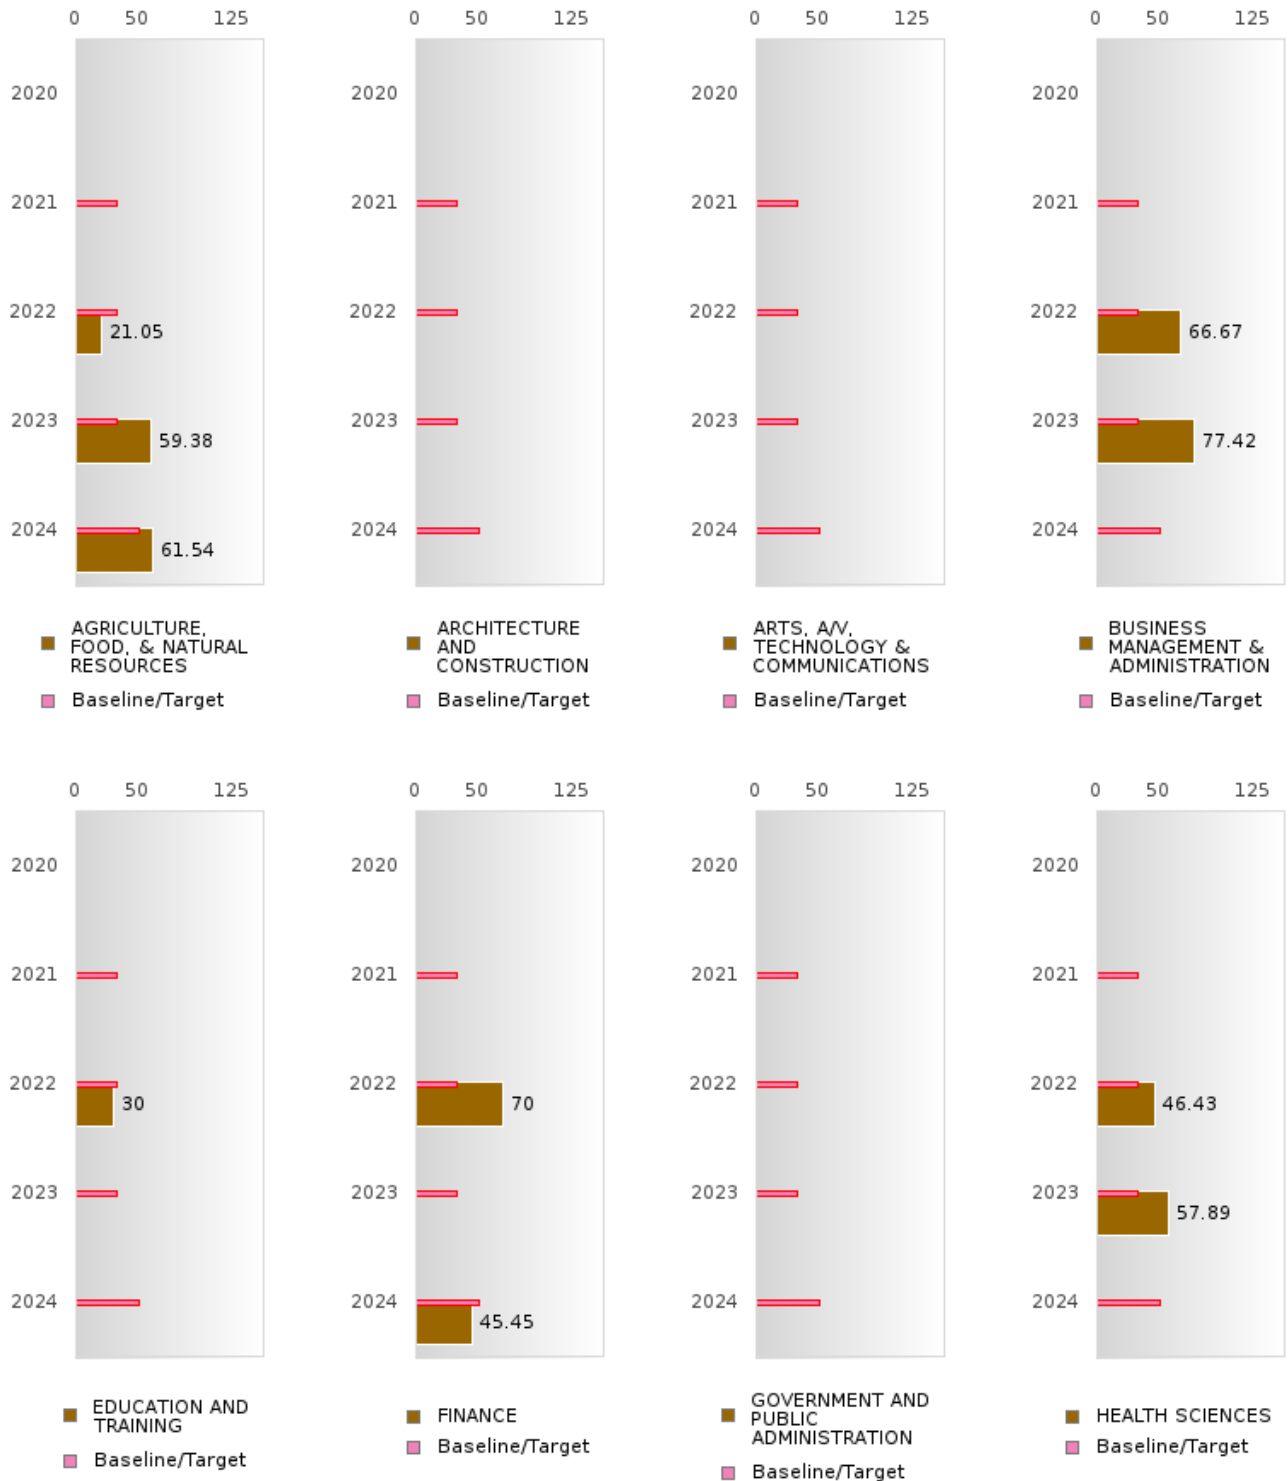 0 50 125 0 50 125 0 50 125 0 50 125
2020 2020 2020 2020
2021 2021 2021 2021
2022 2022 2022 2022
21.05 66.67
2023 2023 2023 2023
59.38 77.42
2024 2024 2024 2024
61.54
AGRICULTURE,
FOOD, & NATURAL
RESOURCES
Baseline/Target
ARCHITECTURE
AND
CONSTRUCTION
Baseline/Target
ARTS, A/V,
TECHNOLOGY &
COMMUNICATIONS
Baseline/Target
BUSINESS
MANAGEMENT &
ADMINISTRATION
Baseline/Target
0 50 125 0 50 125 0 50 125 0 50 125
2020 2020 2020 2020
2021 2021 2021 2021
2022 2022 2022 2022
30 70 46.43
2023 2023 2023 2023
57.89
2024 2024 2024 2024
45.45
EDUCATION AND
TRAINING
Baseline/Target
FINANCE
Baseline/Target
GOVERNMENT AND
PUBLIC
ADMINISTRATION
Baseline/Target
HEALTH SCIENCES
Baseline/Target